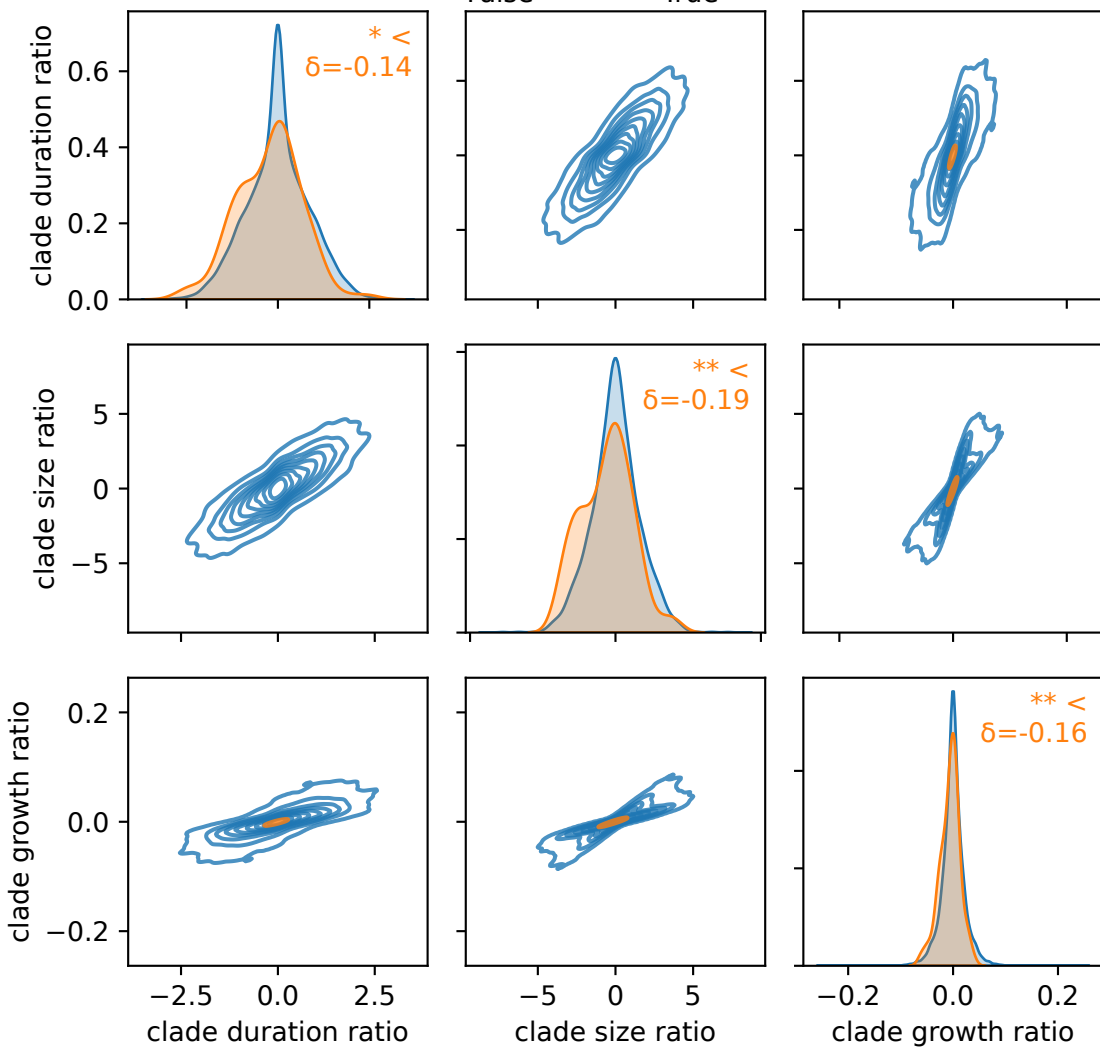 * <
δ=-0.14
clade duration ratio
0.6
0.4
0.2
0.0
** <
δ=-0.19
clade size ratio
5
0
−5
** <
δ=-0.16
clade growth ratio
0.2
0.0
−0.2
−2.5 0.0 2.5 −5 0 5 −0.2 0.0 0.2
clade duration ratio clade size ratio clade growth ratio